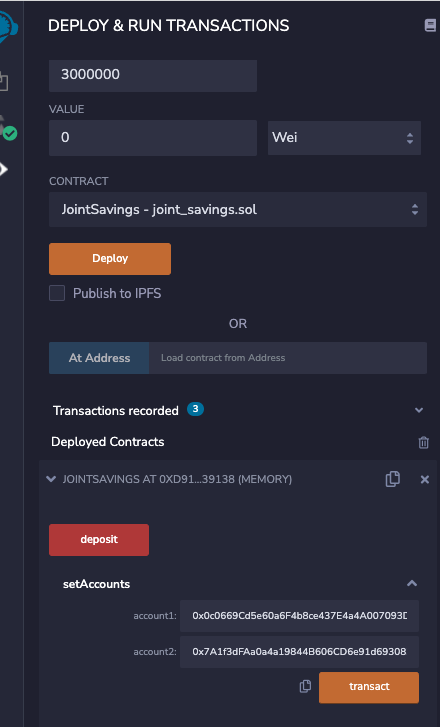 DEPLOY & RUN TRANSACTIONS
3000000
VALUE
0
Wei
CONTRACT
JointSavings - joint_savings.sol
Deploy
Publish to IPFS
OR
At Address
Load contract from Address
Transactions recorded 3
Deployed Contracts
JOINTSAVINGS AT 0XD91...39138 (MEMORY)
deposit
setAccounts
account1: 0x0c0669Cd5e60a6F4b8ce437E4a4A007093D
account2: 0x7A1f3dFAa0a4a19844B606CD6e91d69308
transact